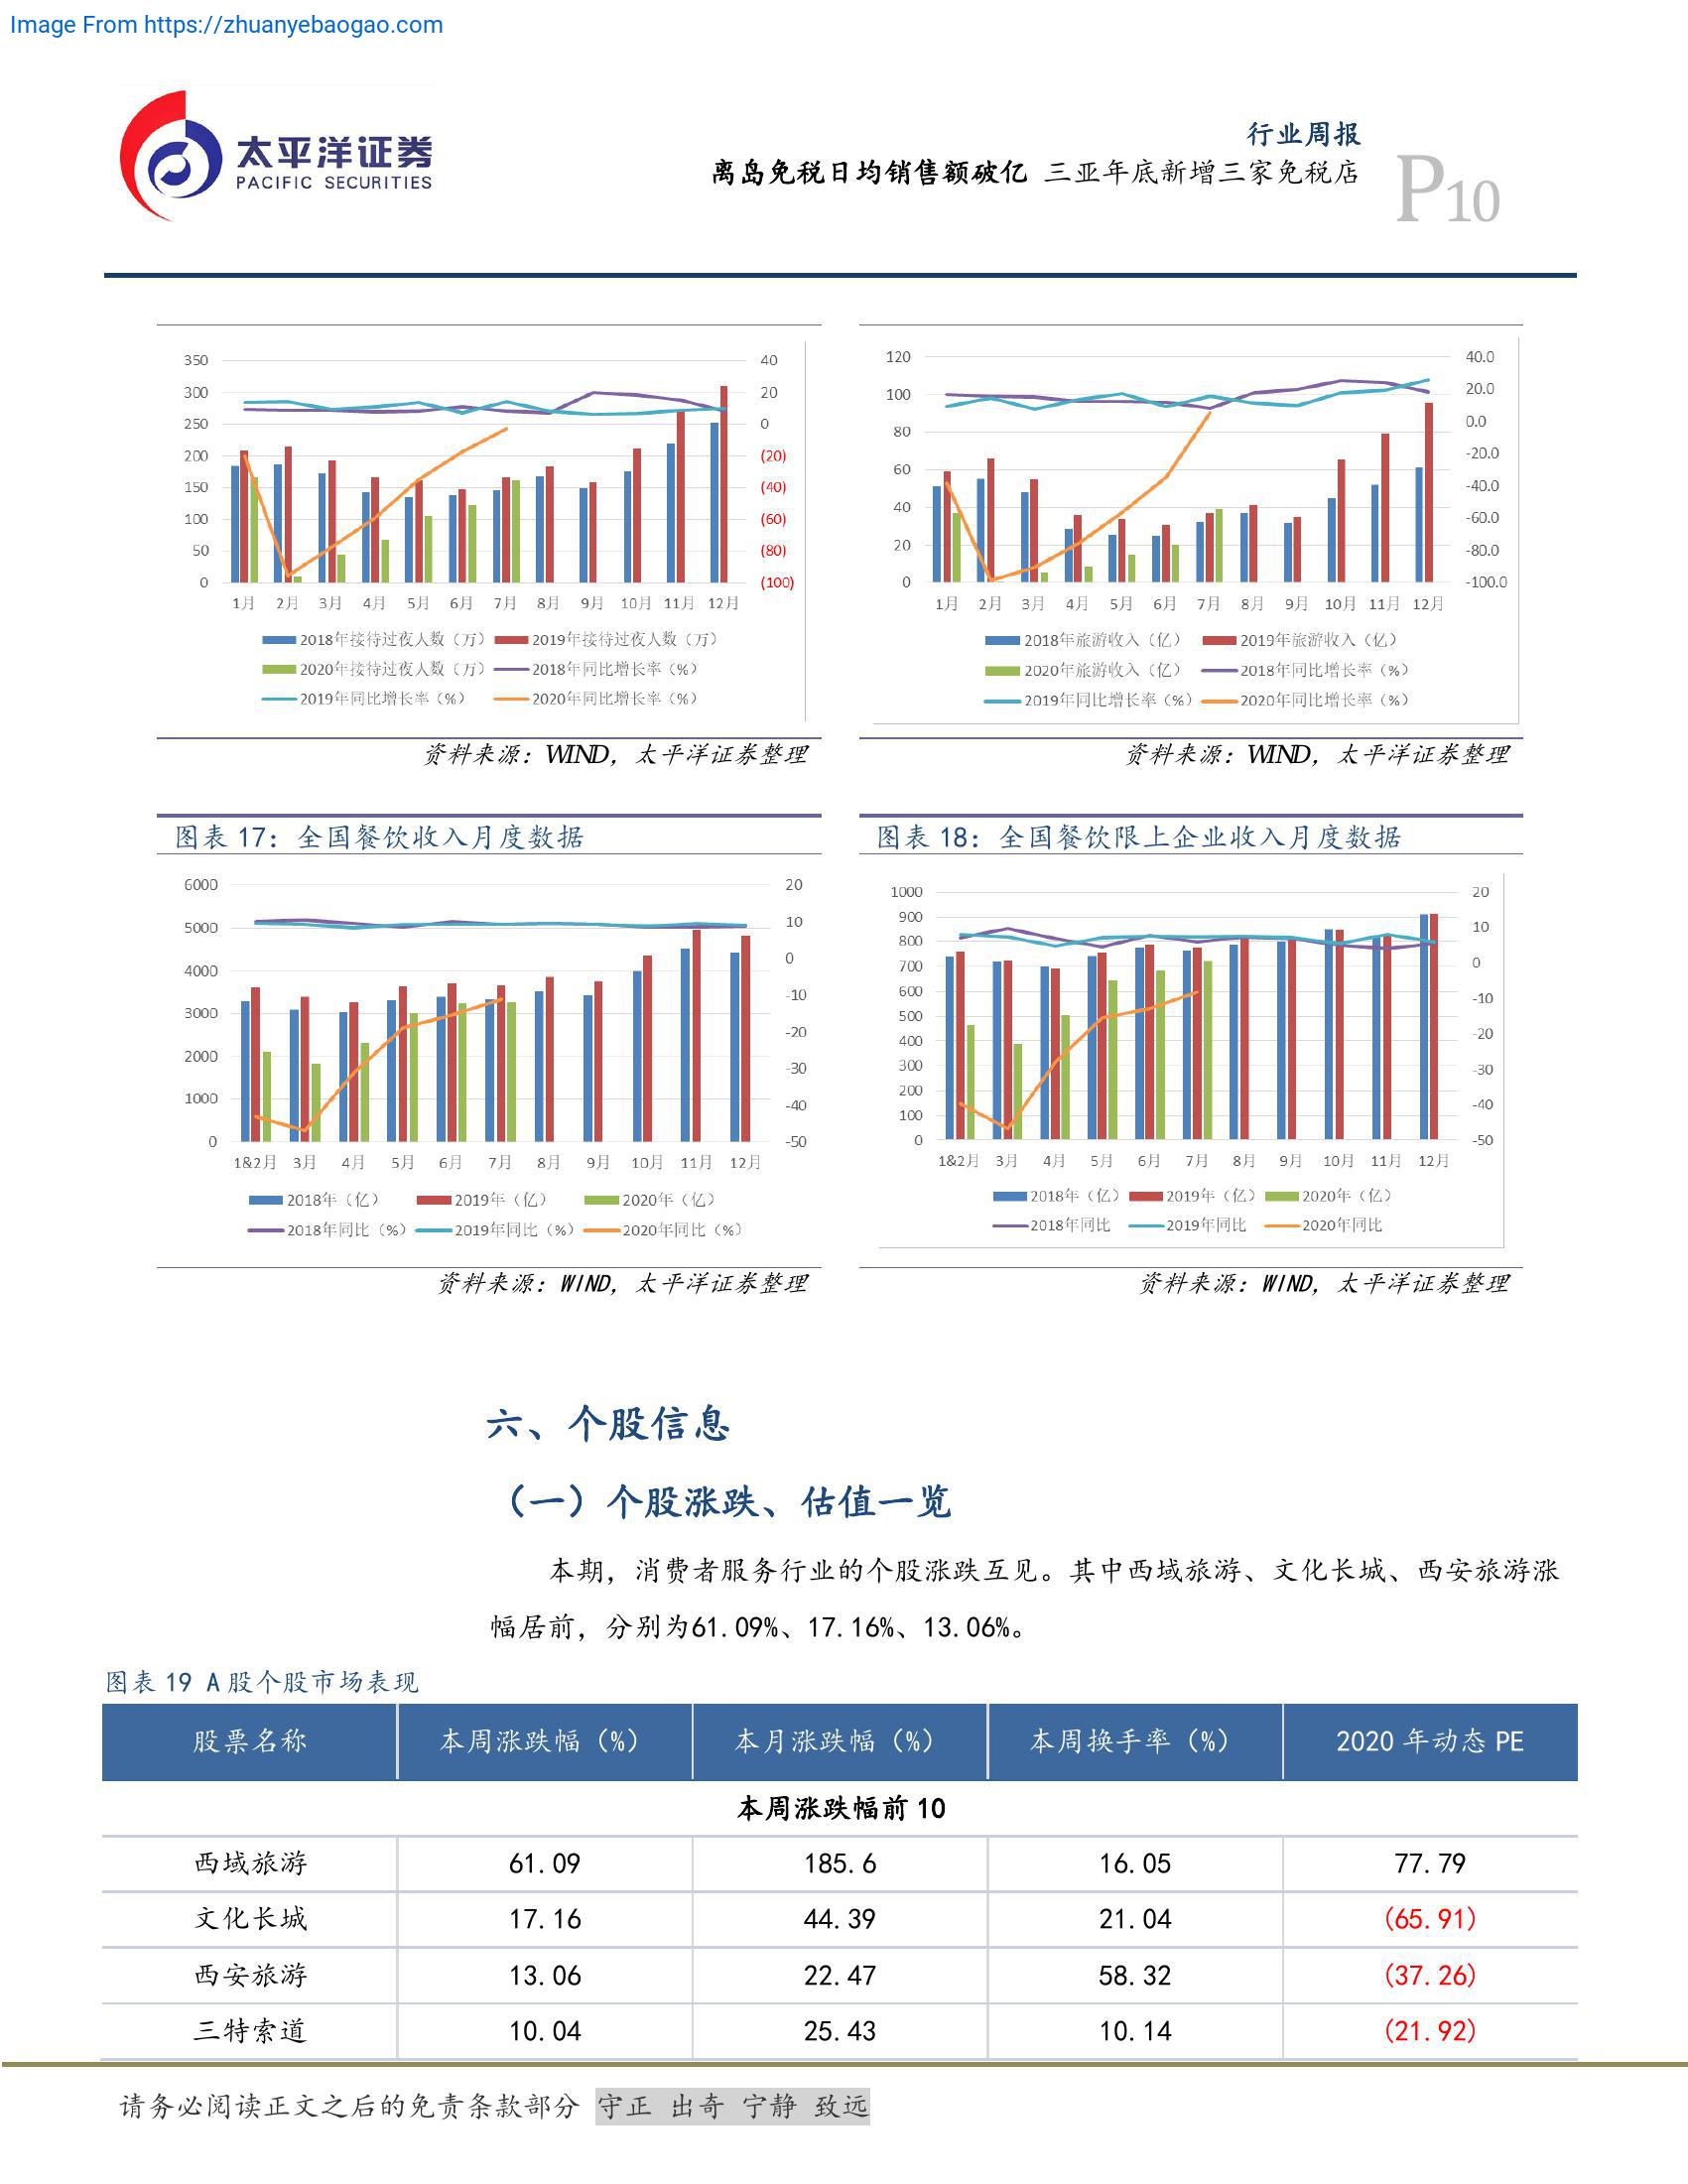 Image From https://zhuanyebaogao.com
太平洋证券
PACIFIC SECURITIES
行业周报
离岛免税日均销售额破亿 三亚年底新增三家免税店
P10
350 300 250 200 150 100 50 0
40 20 0 (20) (40) (60) (80) (100)
1月 2月 3月 4月 5月 6月 7月 8月 9月 10月 11月 12月
2018年接待过夜人数（万） 2019年接待过夜人数（万）
2020年接待过夜人数（万） 2018年同比增长率（%）
2019年同比增长率（%） 2020年同比增长率（%）
资料来源：WIND，太平洋证券整理
120 100 80 60 40 20 0
40.0 20.0 0.0 -20.0 -40.0 -60.0 -80.0 -100.0
1月 2月 3月 4月 5月 6月 7月 8月 9月 10月 11月 12月
2018年旅游收入（亿） 2019年旅游收入（亿）
2020年旅游收入（亿） 2018年同比增长率（%）
2019年同比增长率（%） 2020年同比增长率（%）
资料来源：WIND，太平洋证券整理
图表 17：全国餐饮收入月度数据
6000 5000 4000 3000 2000 1000 0
20 10 0 -10 -20 -30 -40 -50
1&2月 3月 4月 5月 6月 7月 8月 9月 10月 11月 12月
2018年（亿） 2019年（亿） 2020年（亿）
2018年同比（%） 2019年同比（%） 2020年同比（%）
资料来源：WIND，太平洋证券整理
图表 18：全国餐饮限上企业收入月度数据
1000 900 800 700 600 500 400 300 200 100 0
20 10 0 -10 -20 -30 -40 -50
1&2月 3月 4月 5月 6月 7月 8月 9月 10月 11月 12月
2018年（亿） 2019年（亿） 2020年（亿）
2018年同比 2019年同比 2020年同比
资料来源：WIND，太平洋证券整理
六、个股信息
（一）个股涨跌、估值一览
本期，消费者服务行业的个股涨跌互见。其中西域旅游、文化长城、西安旅游涨
幅居前，分别为61.09%、17.16%、13.06%。
图表 19 A 股个股市场表现
股票名称 本周涨跌幅（%） 本月涨跌幅（%） 本周换手率（%） 2020 年动态 PE
本周涨跌幅前 10
西域旅游 61.09 185.6 16.05 77.79
文化长城 17.16 44.39 21.04 (65.91)
西安旅游 13.06 22.47 58.32 (37.26)
三特索道 10.04 25.43 10.14 (21.92)
请务必阅读正文之后的免责条款部分 守正 出奇 宁静 致远